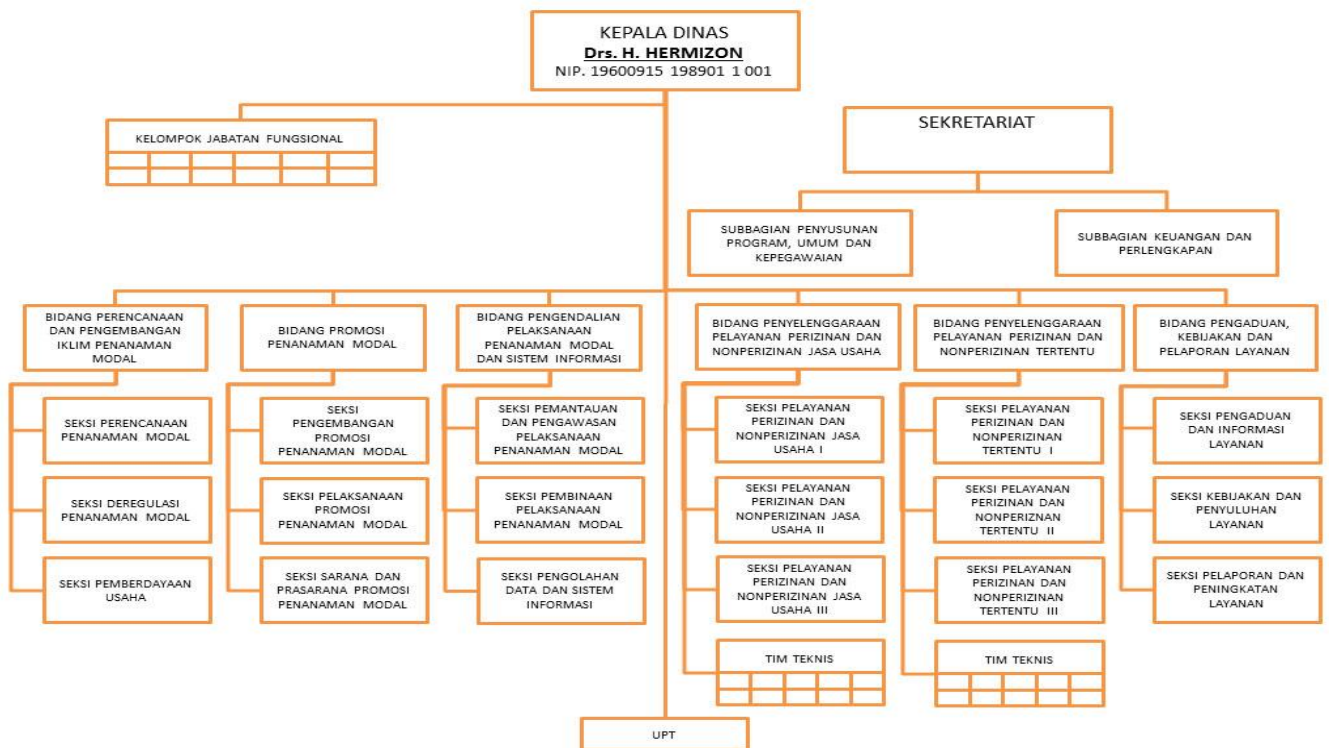 KEPALA DINAS
Drs. H. HERMIZON
NIP. 19600915 198901 1 001
KELOMPOK JABATAN FUNGSIONAL
SEKRETARIAT
SUBBAGIAN PENYUSUNAN
PROGRAM, UMUM DAN
KEPEGAWAIAN
SUBBAGIAN KEUANGAN DAN
PERLENGKAPAN
BIDANG PERENCANAAN
DAN PENGEMBANGAN
IKLIM PENANAMAN
MODAL
BIDANG PROMOSI
PENANAMAN MODAL
BIDANG PENGENDALIAN
PELAKSANAAN
PENANAMAN MODAL
DAN SISTEM INFORMASI
BIDANG PENYELENGGARAAN
PELAYANAN PERIZINAN DAN
NONPERIZINAN JASA USAHA
BIDANG PENYELENGGARAAN
PELAYANAN PERIZINAN DAN
NONPERIZINAN TERTENTU
BIDANG PENGADUAN,
KEBIJAKAN DAN
PELAPORAN LAYANAN
SEKSI PERENCANAAN
PENANAMAN MODAL
SEKSI
PENGEMBANGAN
PROMOSI
PENANAMAN MODAL
SEKSI PEMANTAUAN
DAN PENGAWASAN
PELAKSANAAN
PENANAMAN MODAL
SEKSI PELAYANAN
PERIZINAN DAN
NONPERIZINAN JASA
USAHA I
SEKSI PELAYANAN
PERIZINAN DAN
NONPERIZINAN
TERTENTU I
SEKSI PENGADUAN
DAN INFORMASI
LAYANAN
SEKSI DEREGULASI
PENANAMAN MODAL
SEKSI PELAKSANAAN
PROMOSI
PENANAMAN MODAL
SEKSI PEMBINAAN
PELAKSANAAN
PENANAMAN MODAL
SEKSI PELAYANAN
PERIZINAN DAN
NONPERIZINAN JASA
USAHA II
SEKSI PELAYANAN
PERIZINAN DAN
NONPERIZNAN
TERTENTU II
SEKSI KEBIJAKAN DAN
PENYULUHAN
LAYANAN
SEKSI PEMBERDAYAAN
USAHA
SEKSI SARANA DAN
PRASARANA PROMOSI
PENANAMAN MODAL
SEKSI PENGOLAHAN
DATA DAN SISTEM
INFORMASI
SEKSI PELAYANAN
PERIZINAN DAN
NONPERIZINAN JASA
USAHA III
SEKSI PELAYANAN
PERIZINAN DAN
NONPERIZINAN
TERTENTU III
SEKSI PELAPORAN DAN
PENINGKATAN
LAYANAN
TIM TEKNIS
TIM TEKNIS
UPT